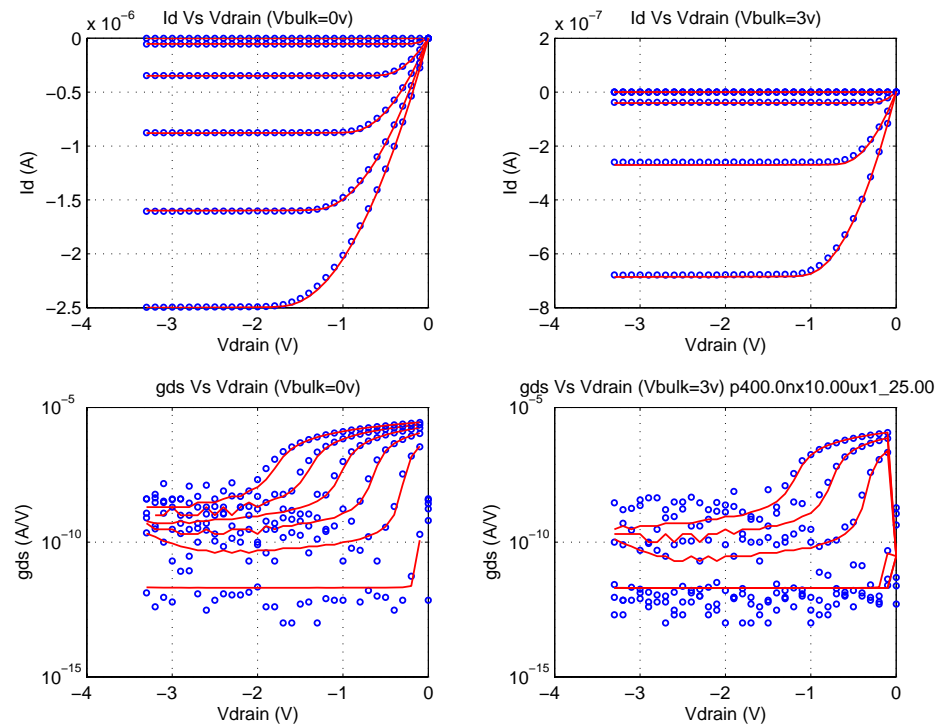 x 10−6 Id Vs Vdrain (Vbulk=0v)
0
−0.5
−1
−1.5
−2
−2.5
Id (A)
−4 −3 −2 −1 0
Vdrain (V)
x 10−7 Id Vs Vdrain (Vbulk=3v)
2
0
−2
−4
−6
−8
Id (A)
−4 −3 −2 −1 0
Vdrain (V)
gds Vs Vdrain (Vbulk=0v)
10−5
10−10
10−15
gds (A/V)
−4 −3 −2 −1 0
Vdrain (V)
gds Vs Vdrain (Vbulk=3v) p400.0nx10.00ux1_25.00
10−5
10−10
10−15
gds (A/V)
−4 −3 −2 −1 0
Vdrain (V)